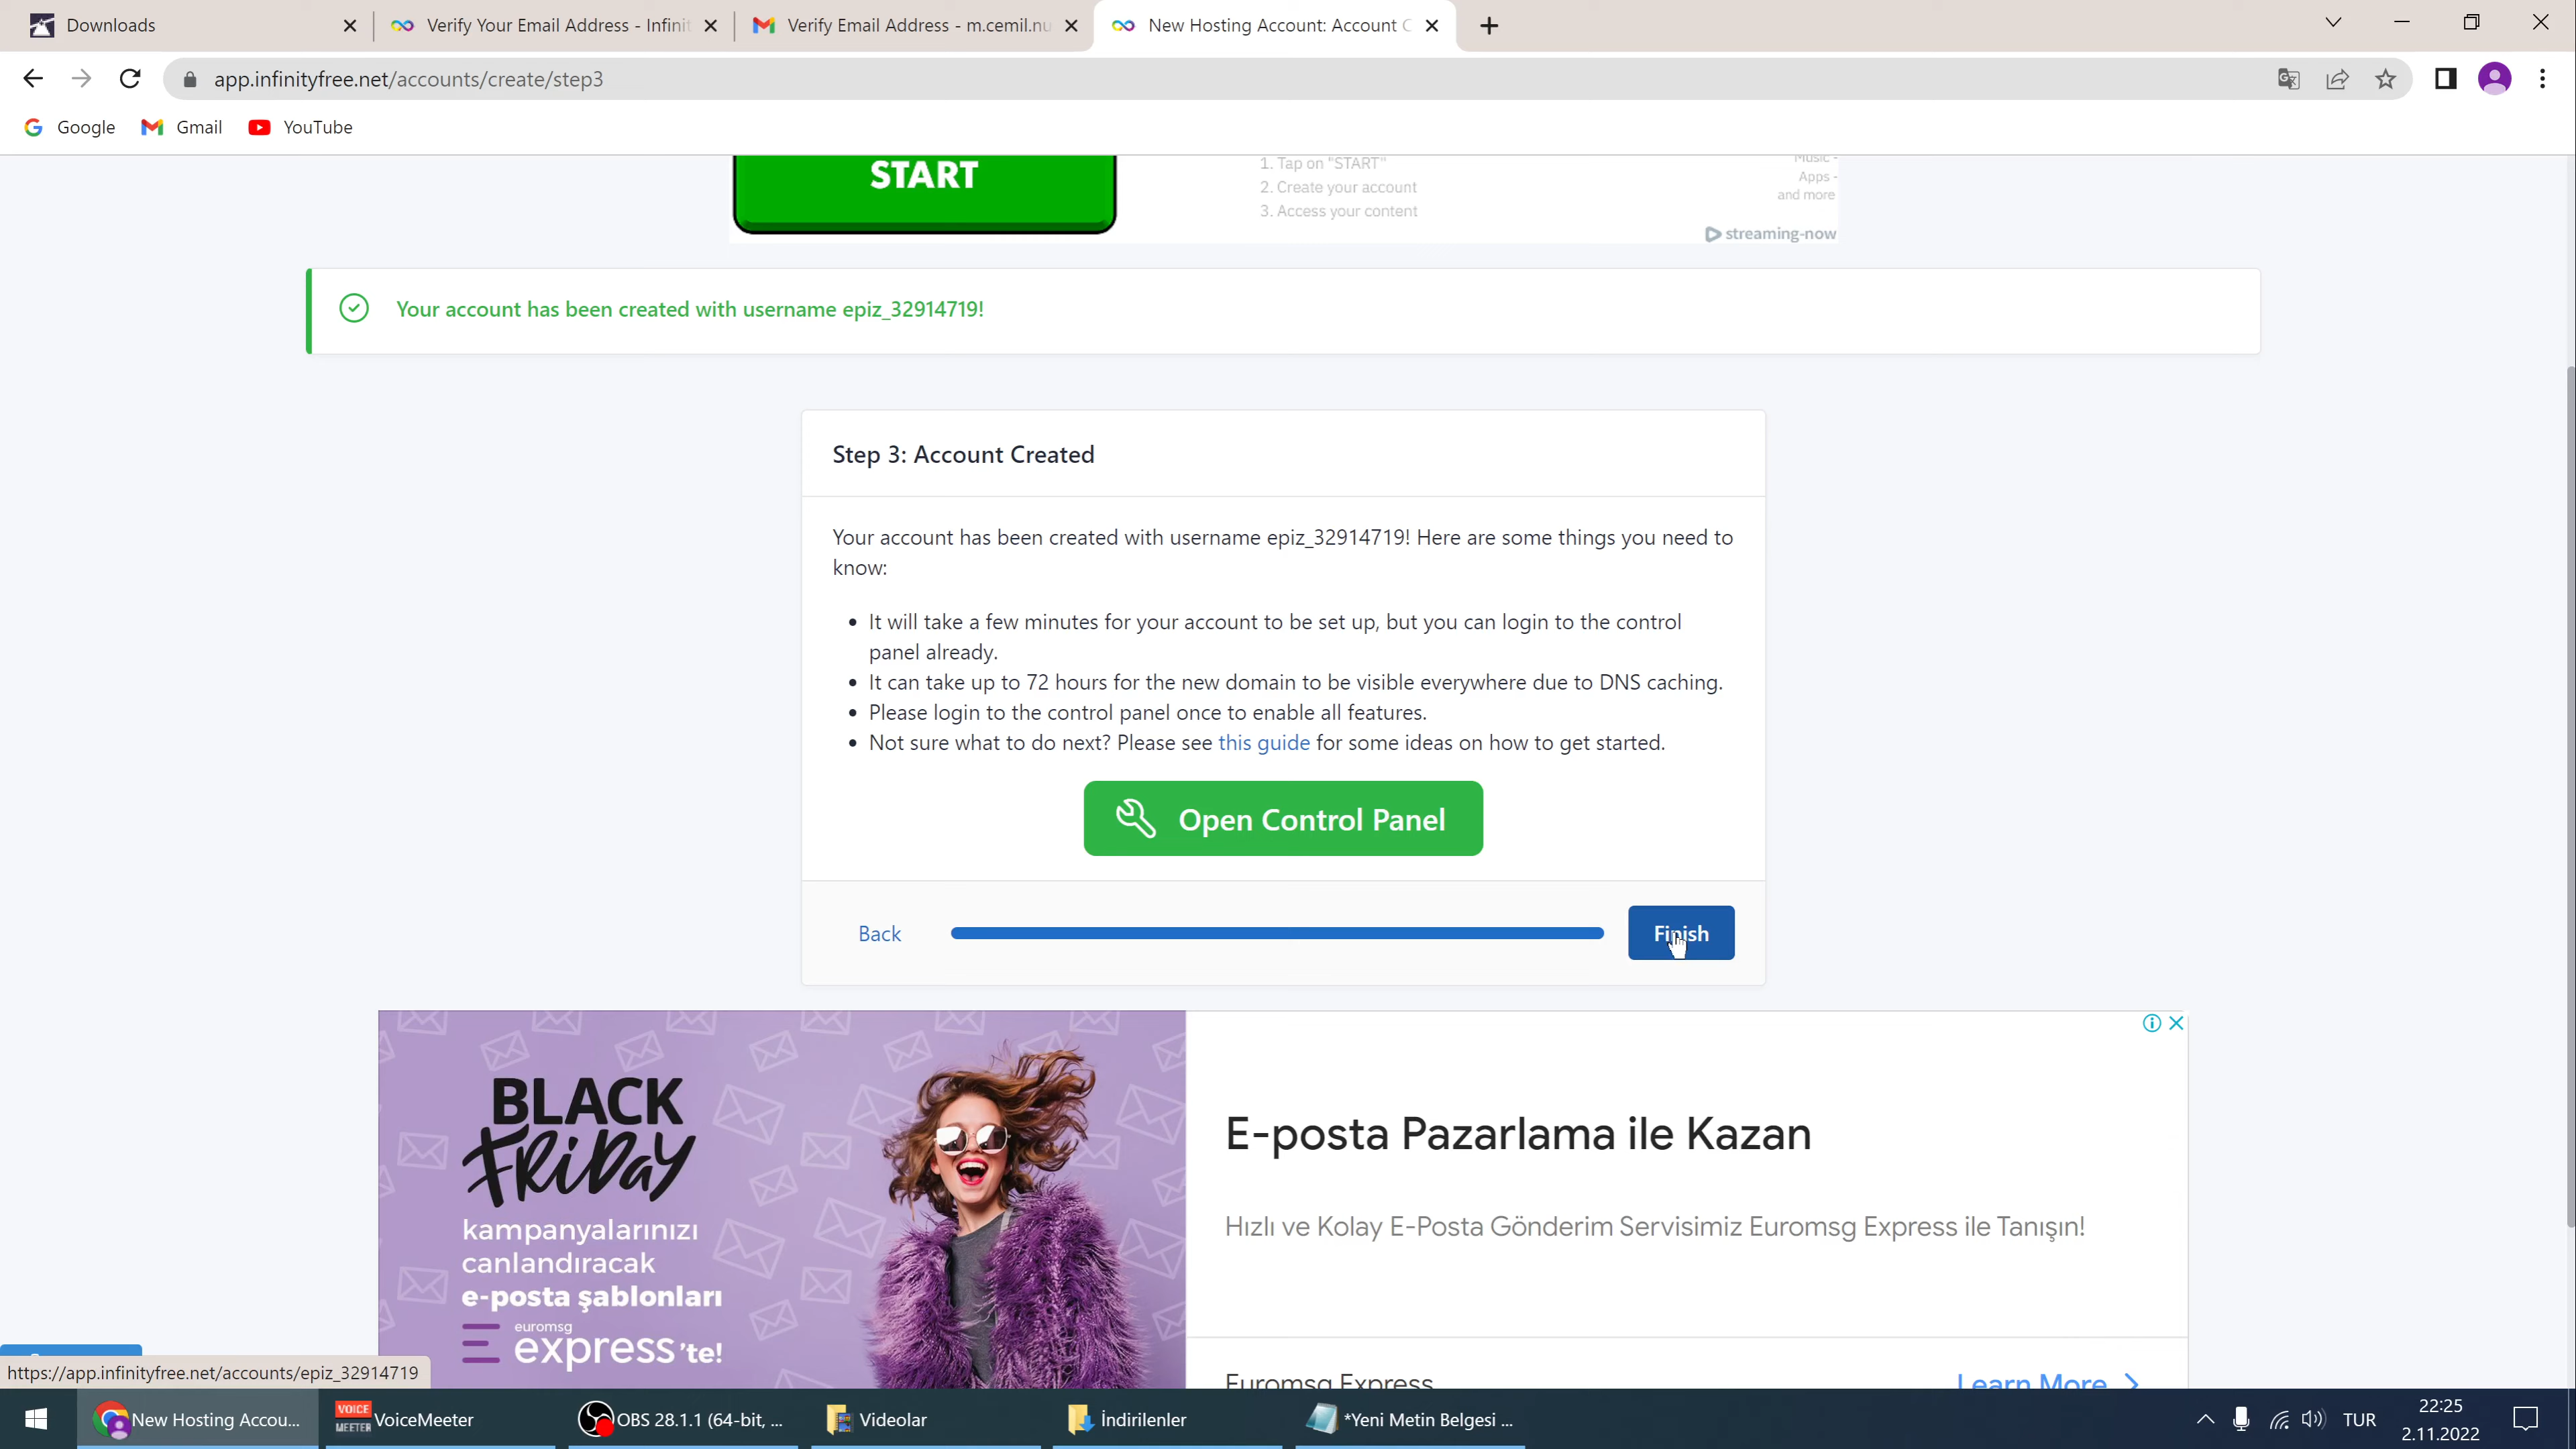 Downloads
Verify Your Email Address - Infinit
Verify Email Address - m.cemil.nu
New Hosting Account: Account C
app.infinityfree.net/accounts/create/step3
Google
Gmail
YouTube
START
1. Tap on "START"
2. Create your account
3. Access your content
Music -
Apps -
and more
streaming-now
Your account has been created with username epiz_32914719!
Step 3: Account Created
Your account has been created with username epiz_32914719! Here are some things you need to
know:
• It will take a few minutes for your account to be set up, but you can login to the control
panel already.
• It can take up to 72 hours for the new domain to be visible everywhere due to DNS caching.
• Please login to the control panel once to enable all features.
• Not sure what to do next? Please see this guide for some ideas on how to get started.
Open Control Panel
Back
Finish
BLACK
FRIDAY
kampanyalarınızı
canlandıracak
e-posta şablonları
euromsg
express'te!
E-posta Pazarlama ile Kazan
Hızlı ve Kolay E-Posta Gönderim Servisimiz Euromsg Express ile Tanışın!
Euromsg Express
Learn More
https://app.infinityfree.net/accounts/epiz_32914719
New Hosting Accou...
VOICE
MEETER
VoiceMeeter
OBS 28.1.1 (64-bit, ...
Videolar
İndirilenler
*Yeni Metin Belgesi ...
TUR
22:25
2.11.2022